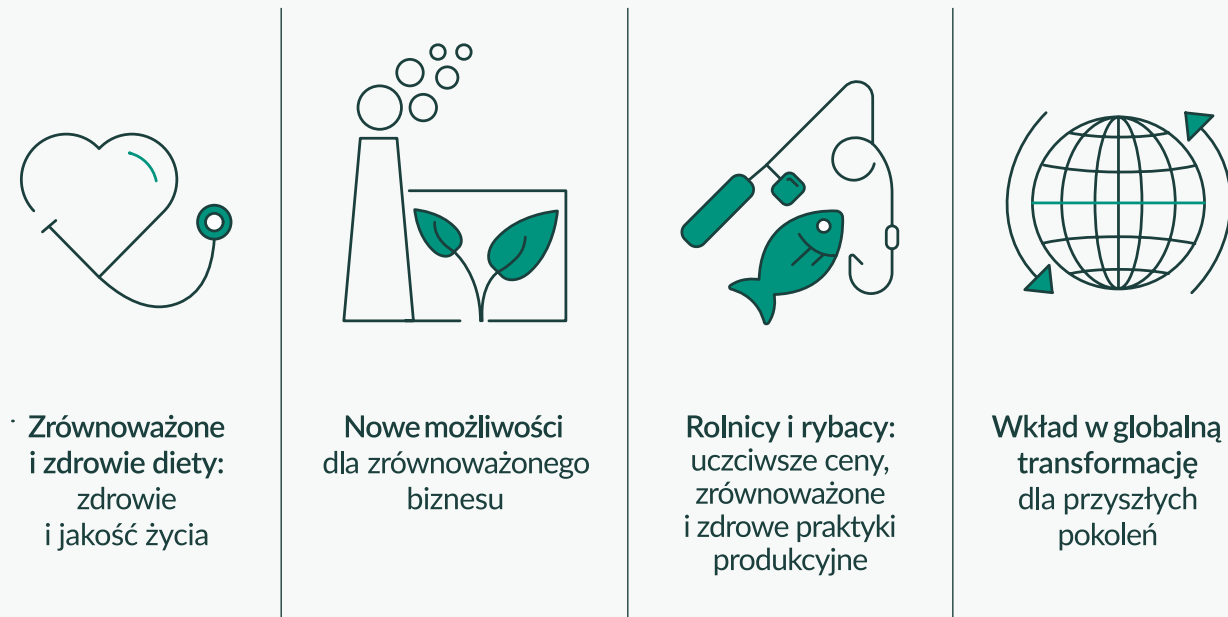 Zrównoważone
i zdrowie diety:
zdrowie
i jakość życia
Nowe możliwości
dla zrównoważonego
biznesu
Rolnicy i rybacy:
uczciwsze ceny,
zrównoważone
i zdrowe praktyki
produkcyjne
Wkład w globalną
transformację
dla przyszłych
pokoleń